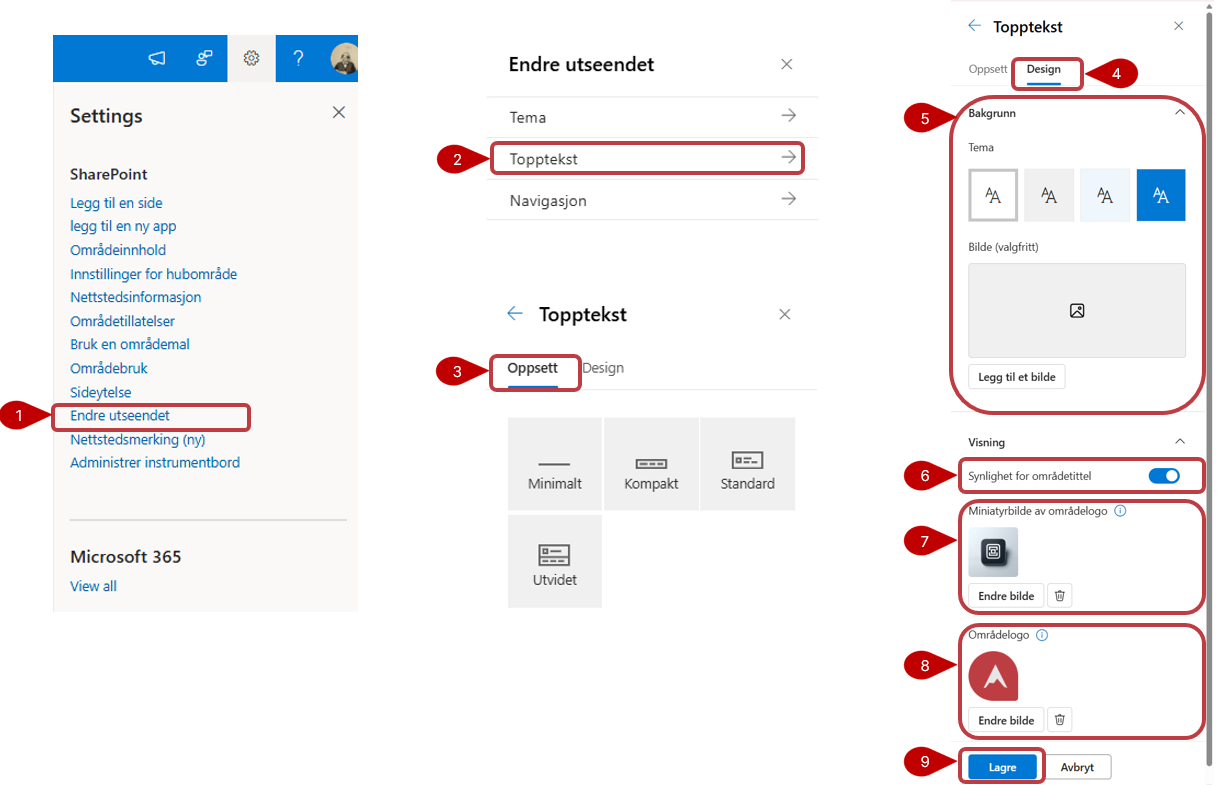 ?
Settings
SharePoint
Legg til en side
legg til en ny app
Områdeinnhold
Innstillinger for hubområde
Nettstedsinformasjon
Områdetillatelser
Bruk en områdemal
Områdebruk
Sideytelse
1
Endre utseendet
Nettstedsmerking (ny)
Administrer instrumentbord
Microsoft 365
View all
Endre utseendet
Tema
2
Topptekst
Navigasjon
Topptekst
3
Oppsett
Design
Minimalt
Kompakt
Standard
Utvidet
Topptekst
Oppsett
Design
4
5
Bakgrunn
Tema
AA
AA
AA
AA
Bilde (valgfritt)
Legg til et bilde
Visning
6
Synlighet for områdetittel
Miniatyrbilde av områdelogo
7
Endre bilde
Områdelogo
8
Endre bilde
9
Lagre
Avbryt